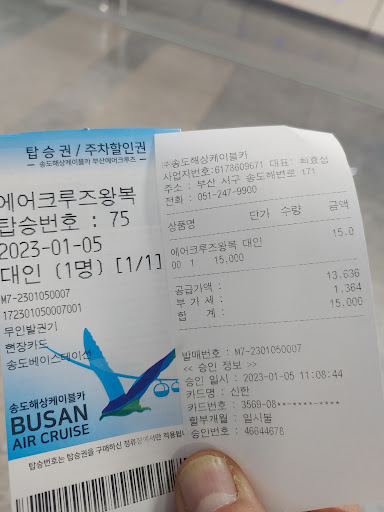 탑 승 권 / 주차할인권
송도해상케이블카 부산에어크루즈
에어크루즈왕복
탑승번호 : 75
2023-01-05
대인 (1명) [1/1]
M7-2301050007
172301050007001
무인발권기
현장카드
송도베이스테이션
송도해상케이블카
BUSAN
AIR CRUISE
탑승번호는 탑승권을 구매하신 정류장에서만 적용됩니
㈜송도해상케이블카
사업자번호:6178609671 대표: 최효섭
주소 : 부산 서구 송도해변로 171
전화 : 051-247-9900
상품명 단가 수량 금액
에어크루즈왕복 대인 15.0
00 1 15.000
공급가액 : 13.636
부 가 세 : 1.364
합 계 : 15.000
발매번호 : M7-2301050007
<< 승인 정보 >>
승인 일시 : 2023-01-05 11:08:44
카드명 : 신한
카드번호 : 3569-08**-****-****
할부개월 : 일시불
승인번호 : 46644678